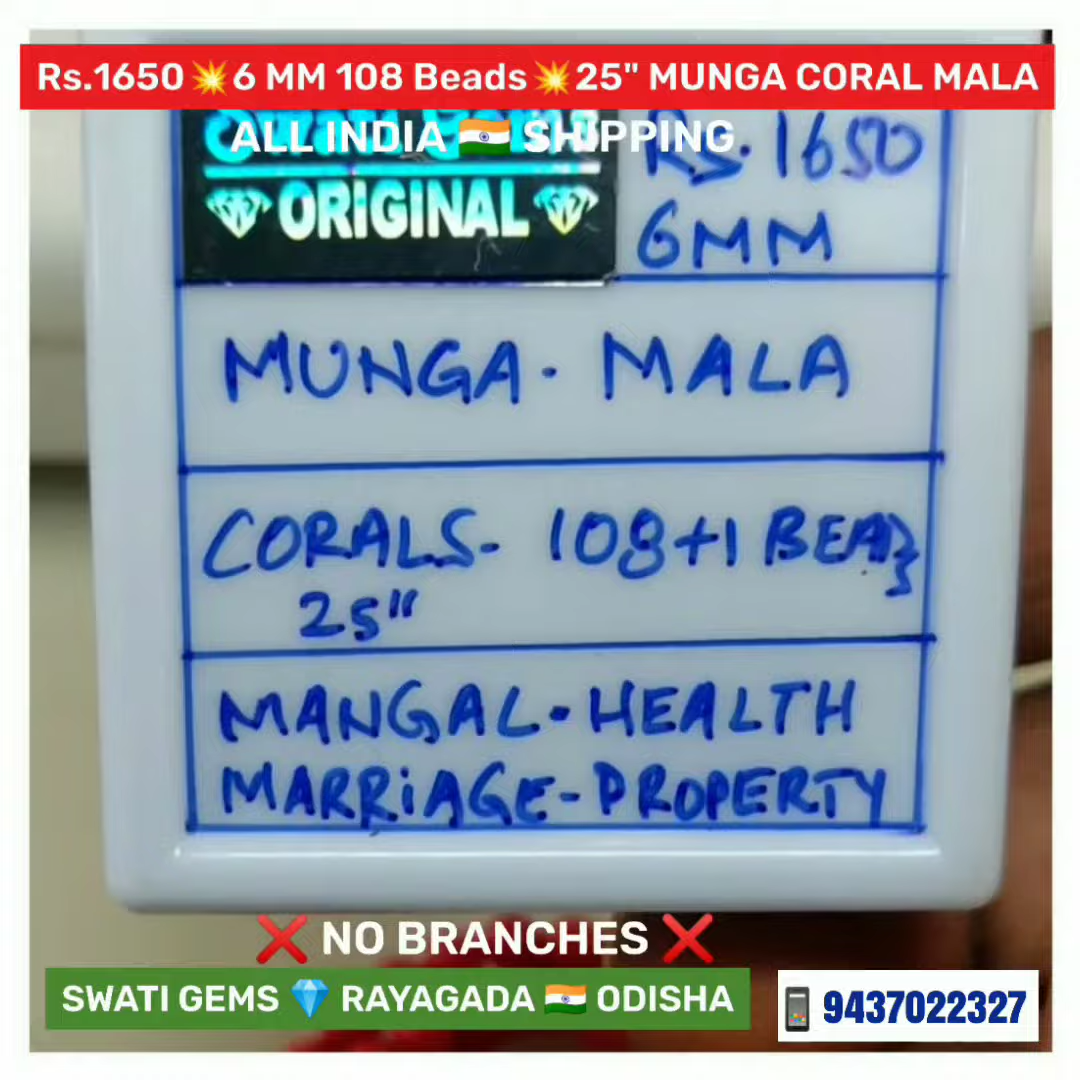 Rs.1650💥6 MM 108 Beads💥25" MUNGA CORAL MALA
ALL INDIA 🇮🇳 SHIPPING
Rs. 1650
ORiGINAL
6MM
MUNGA. MALA
CORALS- 108+1 BEADS
25"
MANGAL-HEALTH
MARRiAGE-PROPERTY
❌ NO BRANCHES ❌
SWATI GEMS 💎 RAYAGADA 🇮🇳 ODISHA
📱 9437022327